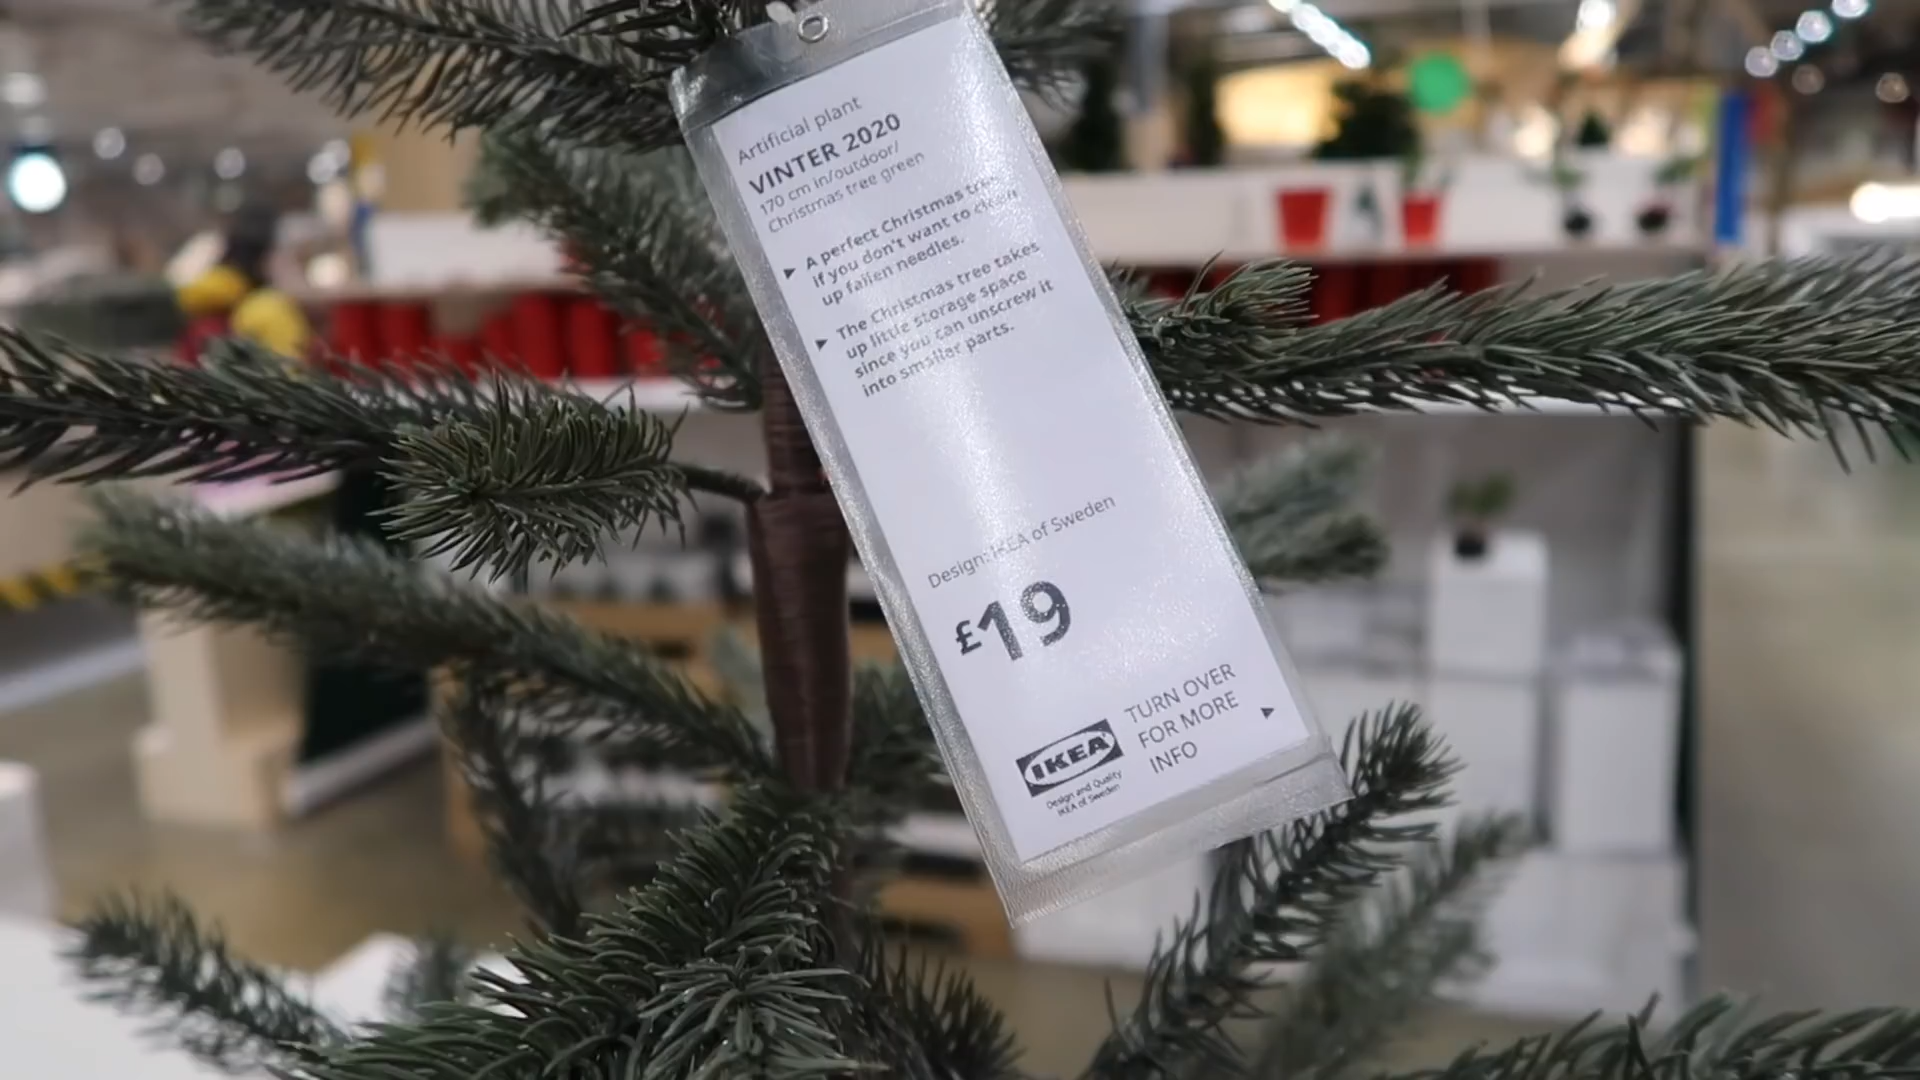 Artificial plant
VINTER 2020
170 cm in/outdoor/
Christmas tree green
▶ A perfect Christmas tree
if you don't want to clean
up fallen needles.
▶ The Christmas tree takes
up little storage space
since you can unscrew it
into smaller parts.
Design: IKEA of Sweden
£19
TURN OVER
FOR MORE
INFO ▶
IKEA
Design and Quality
IKEA of Sweden